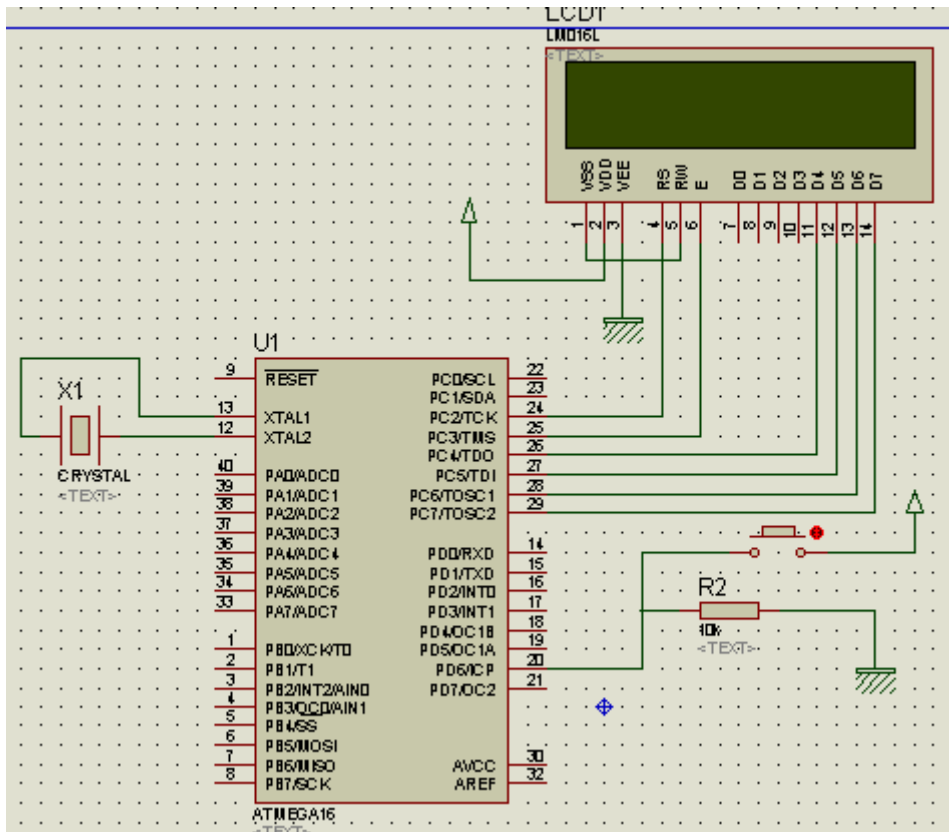 LCD1
LM016L
<TEXT>
VSS VDD VEE RS RW E D0 D1 D2 D3 D4 D5 D6 D7
1 2 3 4 5 6 7 8 9 10 11 12 13 14
U1
9 RESET PC0/SCL 22
PC1/SDA 23
13 XTAL1 PC2/TCK 24
12 XTAL2 PC3/TMS 25
PC4/TDO 26
40 PA0/ADC0 PC5/TDI 27
39 PA1/ADC1 PC6/TOSC1 28
38 PA2/ADC2 PC7/TOSC2 29
37 PA3/ADC3
36 PA4/ADC4 PD0/RXD 14
35 PA5/ADC5 PD1/TXD 15
34 PA6/ADC6 PD2/INT0 16
33 PA7/ADC7 PD3/INT1 17
PD4/OC1B 18
1 PB0/XCK/T0 PD5/OC1A 19
2 PB1/T1 PD6/ICP 20
3 PB2/INT2/AIN0 PD7/OC2 21
4 PB3/OC0/AIN1
5 PB4/SS
6 PB5/MOSI
7 PB6/MISO AVCC 30
8 PB7/SCK AREF 32
ATMEGA16
<TEXT>
X1
CRYSTAL
<TEXT>
R2
10k
<TEXT>